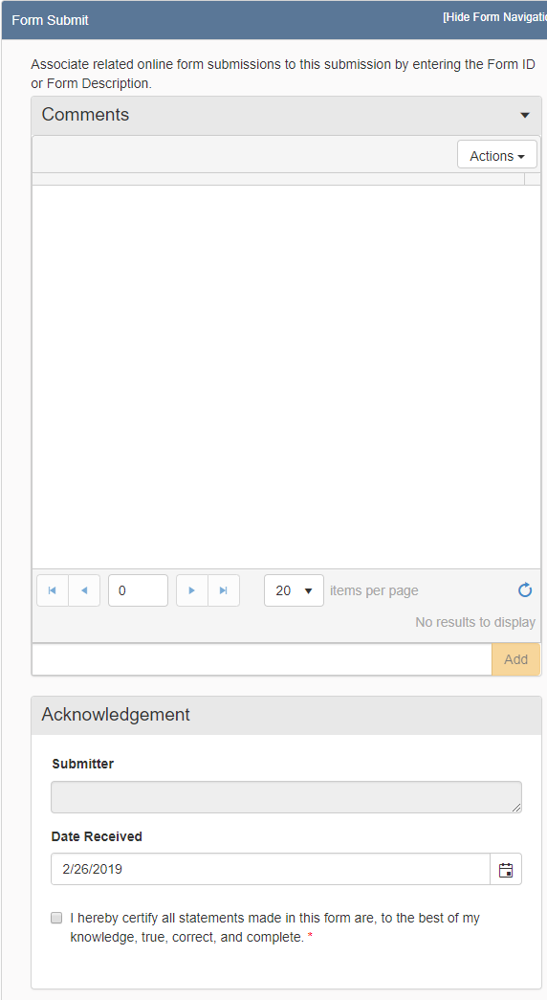 Form Submit
[Hide Form Navigatio
Associate related online form submissions to this submission by entering the Form ID
or Form Description.
Comments
Actions
0
20
items per page
No results to display
Add
Acknowledgement
Submitter
Date Received
2/26/2019
I hereby certify all statements made in this form are, to the best of my
knowledge, true, correct, and complete. *